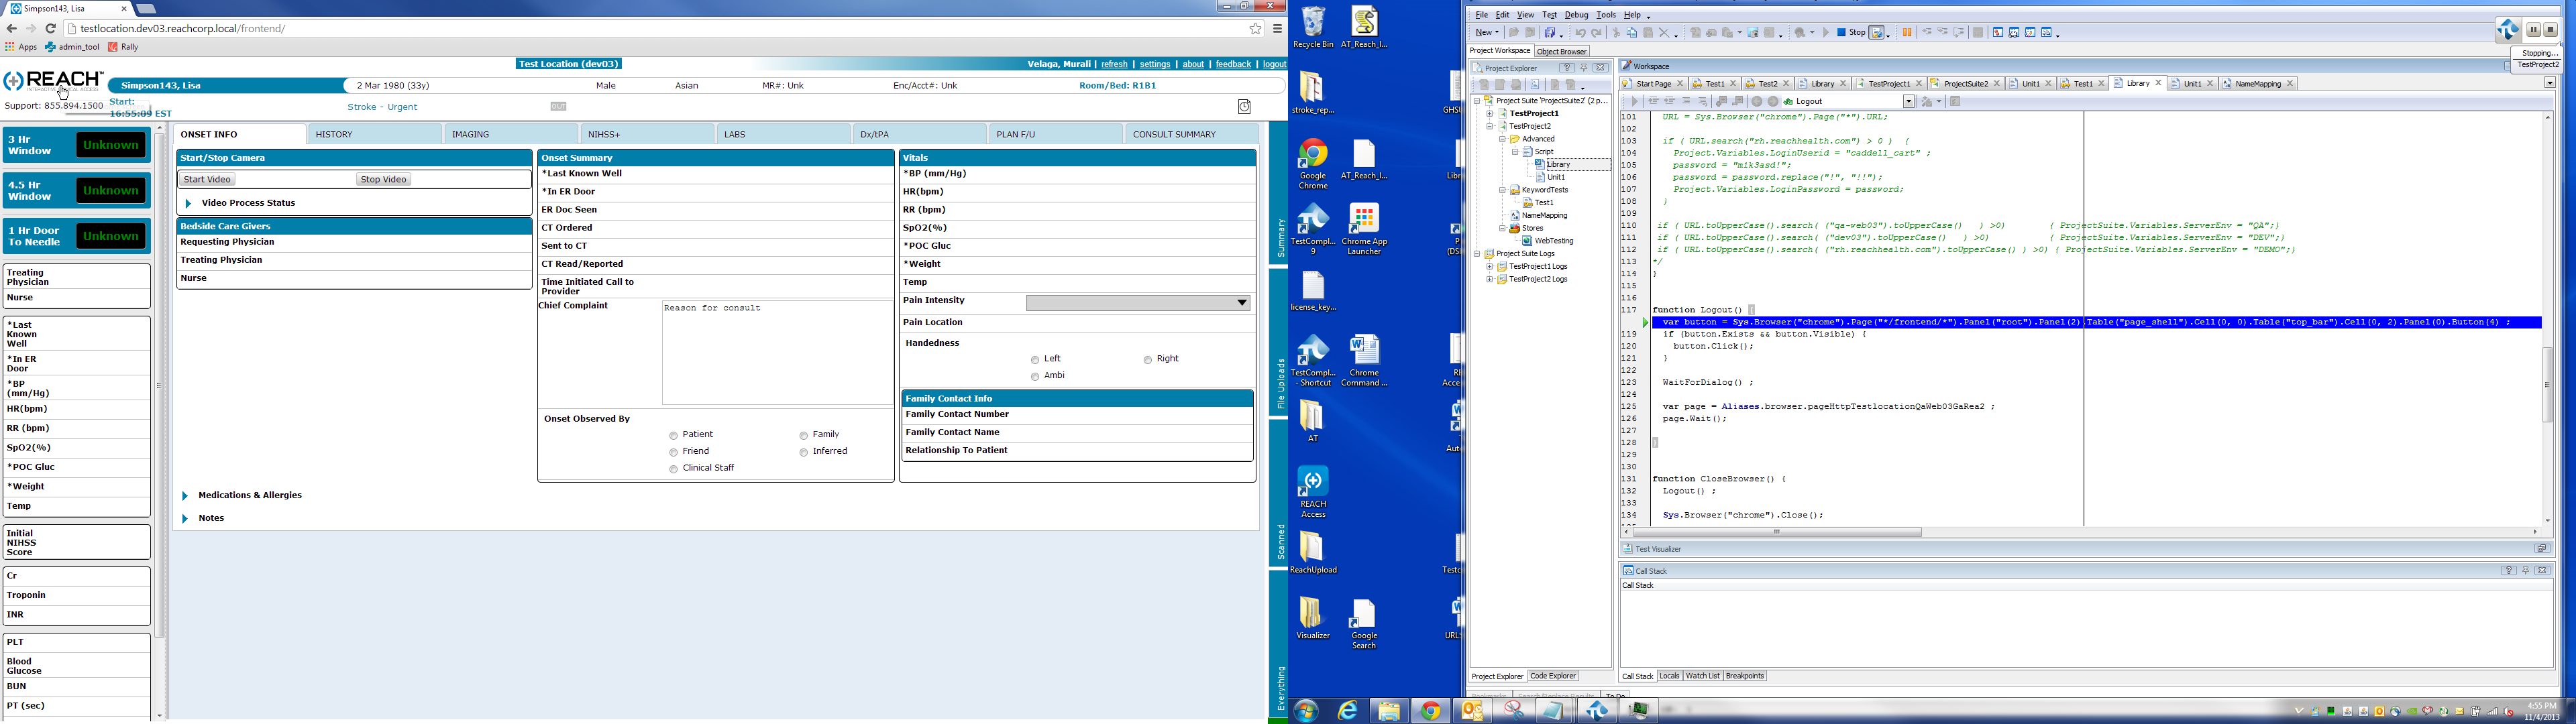 Simpson143, Lisa
testlocation.dev03.reachcorp.local/frontend/
Apps admin_tool Rally
Test Location (dev03)
Velaga, Murali | refresh | settings | about | feedback | logout
REACH
Simpson143, Lisa 2 Mar 1980 (33y) Male Asian MR#: Unk Enc/Acct#: Unk Room/Bed: R1B1
Support: 855.894.1500
Start:
16:55:09 EST
Stroke - Urgent
OUT
3 Hr
Window
Unknown
4.5 Hr
Window
Unknown
1 Hr Door
To Needle
Unknown
Treating
Physician
Nurse
*Last
Known
Well
*In ER
Door
*BP
(mm/Hg)
HR(bpm)
RR (bpm)
SpO2(%)
*POC Gluc
*Weight
Temp
Initial
NIHSS
Score
Cr
Troponin
INR
PLT
Blood
Glucose
BUN
PT (sec)
ONSET INFO HISTORY IMAGING NIHSS+ LABS Dx/tPA PLAN F/U CONSULT SUMMARY
Start/Stop Camera
Start Video Stop Video
Video Process Status
Bedside Care Givers
Requesting Physician
Treating Physician
Nurse
Onset Summary
*Last Known Well
*In ER Door
ER Doc Seen
CT Ordered
Sent to CT
CT Read/Reported
Time Initiated Call to
Provider
Chief Complaint
Reason for consult
Onset Observed By
Patient Family
Friend Inferred
Clinical Staff
Vitals
*BP (mm/Hg)
HR(bpm)
RR (bpm)
SpO2(%)
*POC Gluc
*Weight
Temp
Pain Intensity
Pain Location
Handedness
Left Right
Ambi
Family Contact Info
Family Contact Number
Family Contact Name
Relationship To Patient
Medications & Allergies
Notes
Summary
File Uploads
Scanned
Everything
Recycle Bin
AT_Reach_I...
stroke_rep...
GHSU
Google
Chrome
AT_Reach_I...
TestCompl...
9
Chrome App
Launcher
license_key...
TestCompl...
- Shortcut
Chrome
Command ...
AT
REACH
Access
ReachUpload
Visualizer
Google
Search
File Edit View Test Debug Tools Help
New
Stop
Stopping...
TestProject2
Project Workspace Object Browser
Project Explorer
Project Suite 'ProjectSuite2' (2 p...
TestProject1
TestProject2
Advanced
Script
Library
Unit1
KeywordTests
Test1
NameMapping
Stores
WebTesting
Project Suite Logs
TestProject1 Logs
TestProject2 Logs
Project Explorer Code Explorer
Workspace
Start Page Test1 Test2 Library TestProject1 ProjectSuite2 Unit1 Test1 Library Unit1 NameMapping
Logout
101 URL = Sys.Browser("chrome").Page("*").URL;
102
103 if ( URL.search("rh.reachhealth.com") > 0 ) {
104 Project.Variables.LoginUserid = "caddell_cart" ;
105 password = "m1k3asd!";
106 password = password.replace("!", "!!");
107 Project.Variables.LoginPassword = password;
108 }
109
110 if ( URL.toUpperCase().search( ("qa-web03").toUpperCase() ) >0) { ProjectSuite.Variables.ServerEnv = "QA";}
111 if ( URL.toUpperCase().search( ("dev03").toUpperCase() ) >0) { ProjectSuite.Variables.ServerEnv = "DEV";}
112 if ( URL.toUpperCase().search( ("rh.reachhealth.com").toUpperCase() ) >0) { ProjectSuite.Variables.ServerEnv = "DEMO";}
113 */
114 }
115
116
117 function Logout() {
var button = Sys.Browser("chrome").Page("*/frontend/*").Panel("root").Panel(2).Table("page_shell").Cell(0, 0).Table("top_bar").Cell(0, 2).Panel(0).Button(4) ;
119 if (button.Exists && button.Visible) {
120 button.Click();
121 }
122
123 WaitForDialog() ;
124
125 var page = Aliases.browser.pageHttpTestlocationQaWeb03GaRea2 ;
126 page.Wait();
127
128 }
129
130
131 function CloseBrowser() {
132 Logout() ;
133
134 Sys.Browser("chrome").Close();
Test Visualizer
Call Stack
Call Stack
Call Stack Locals Watch List Breakpoints
4:55 PM
11/4/2013